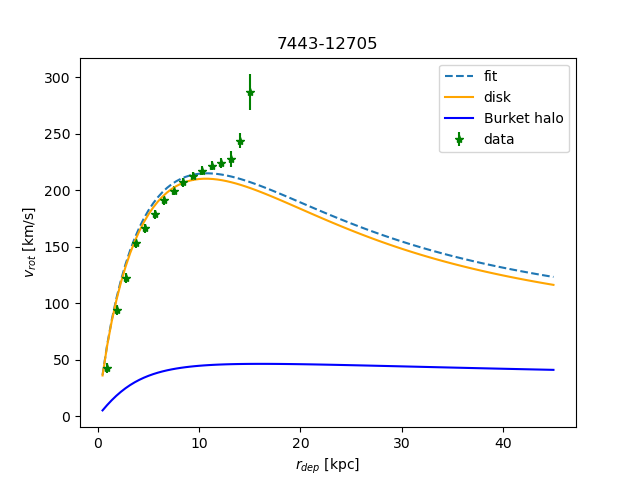 7443-12705
300
250
200
150
100
50
0
v_rot [km/s]
fit
disk
Burket halo
data
0 10 20 30 40
r_dep [kpc]